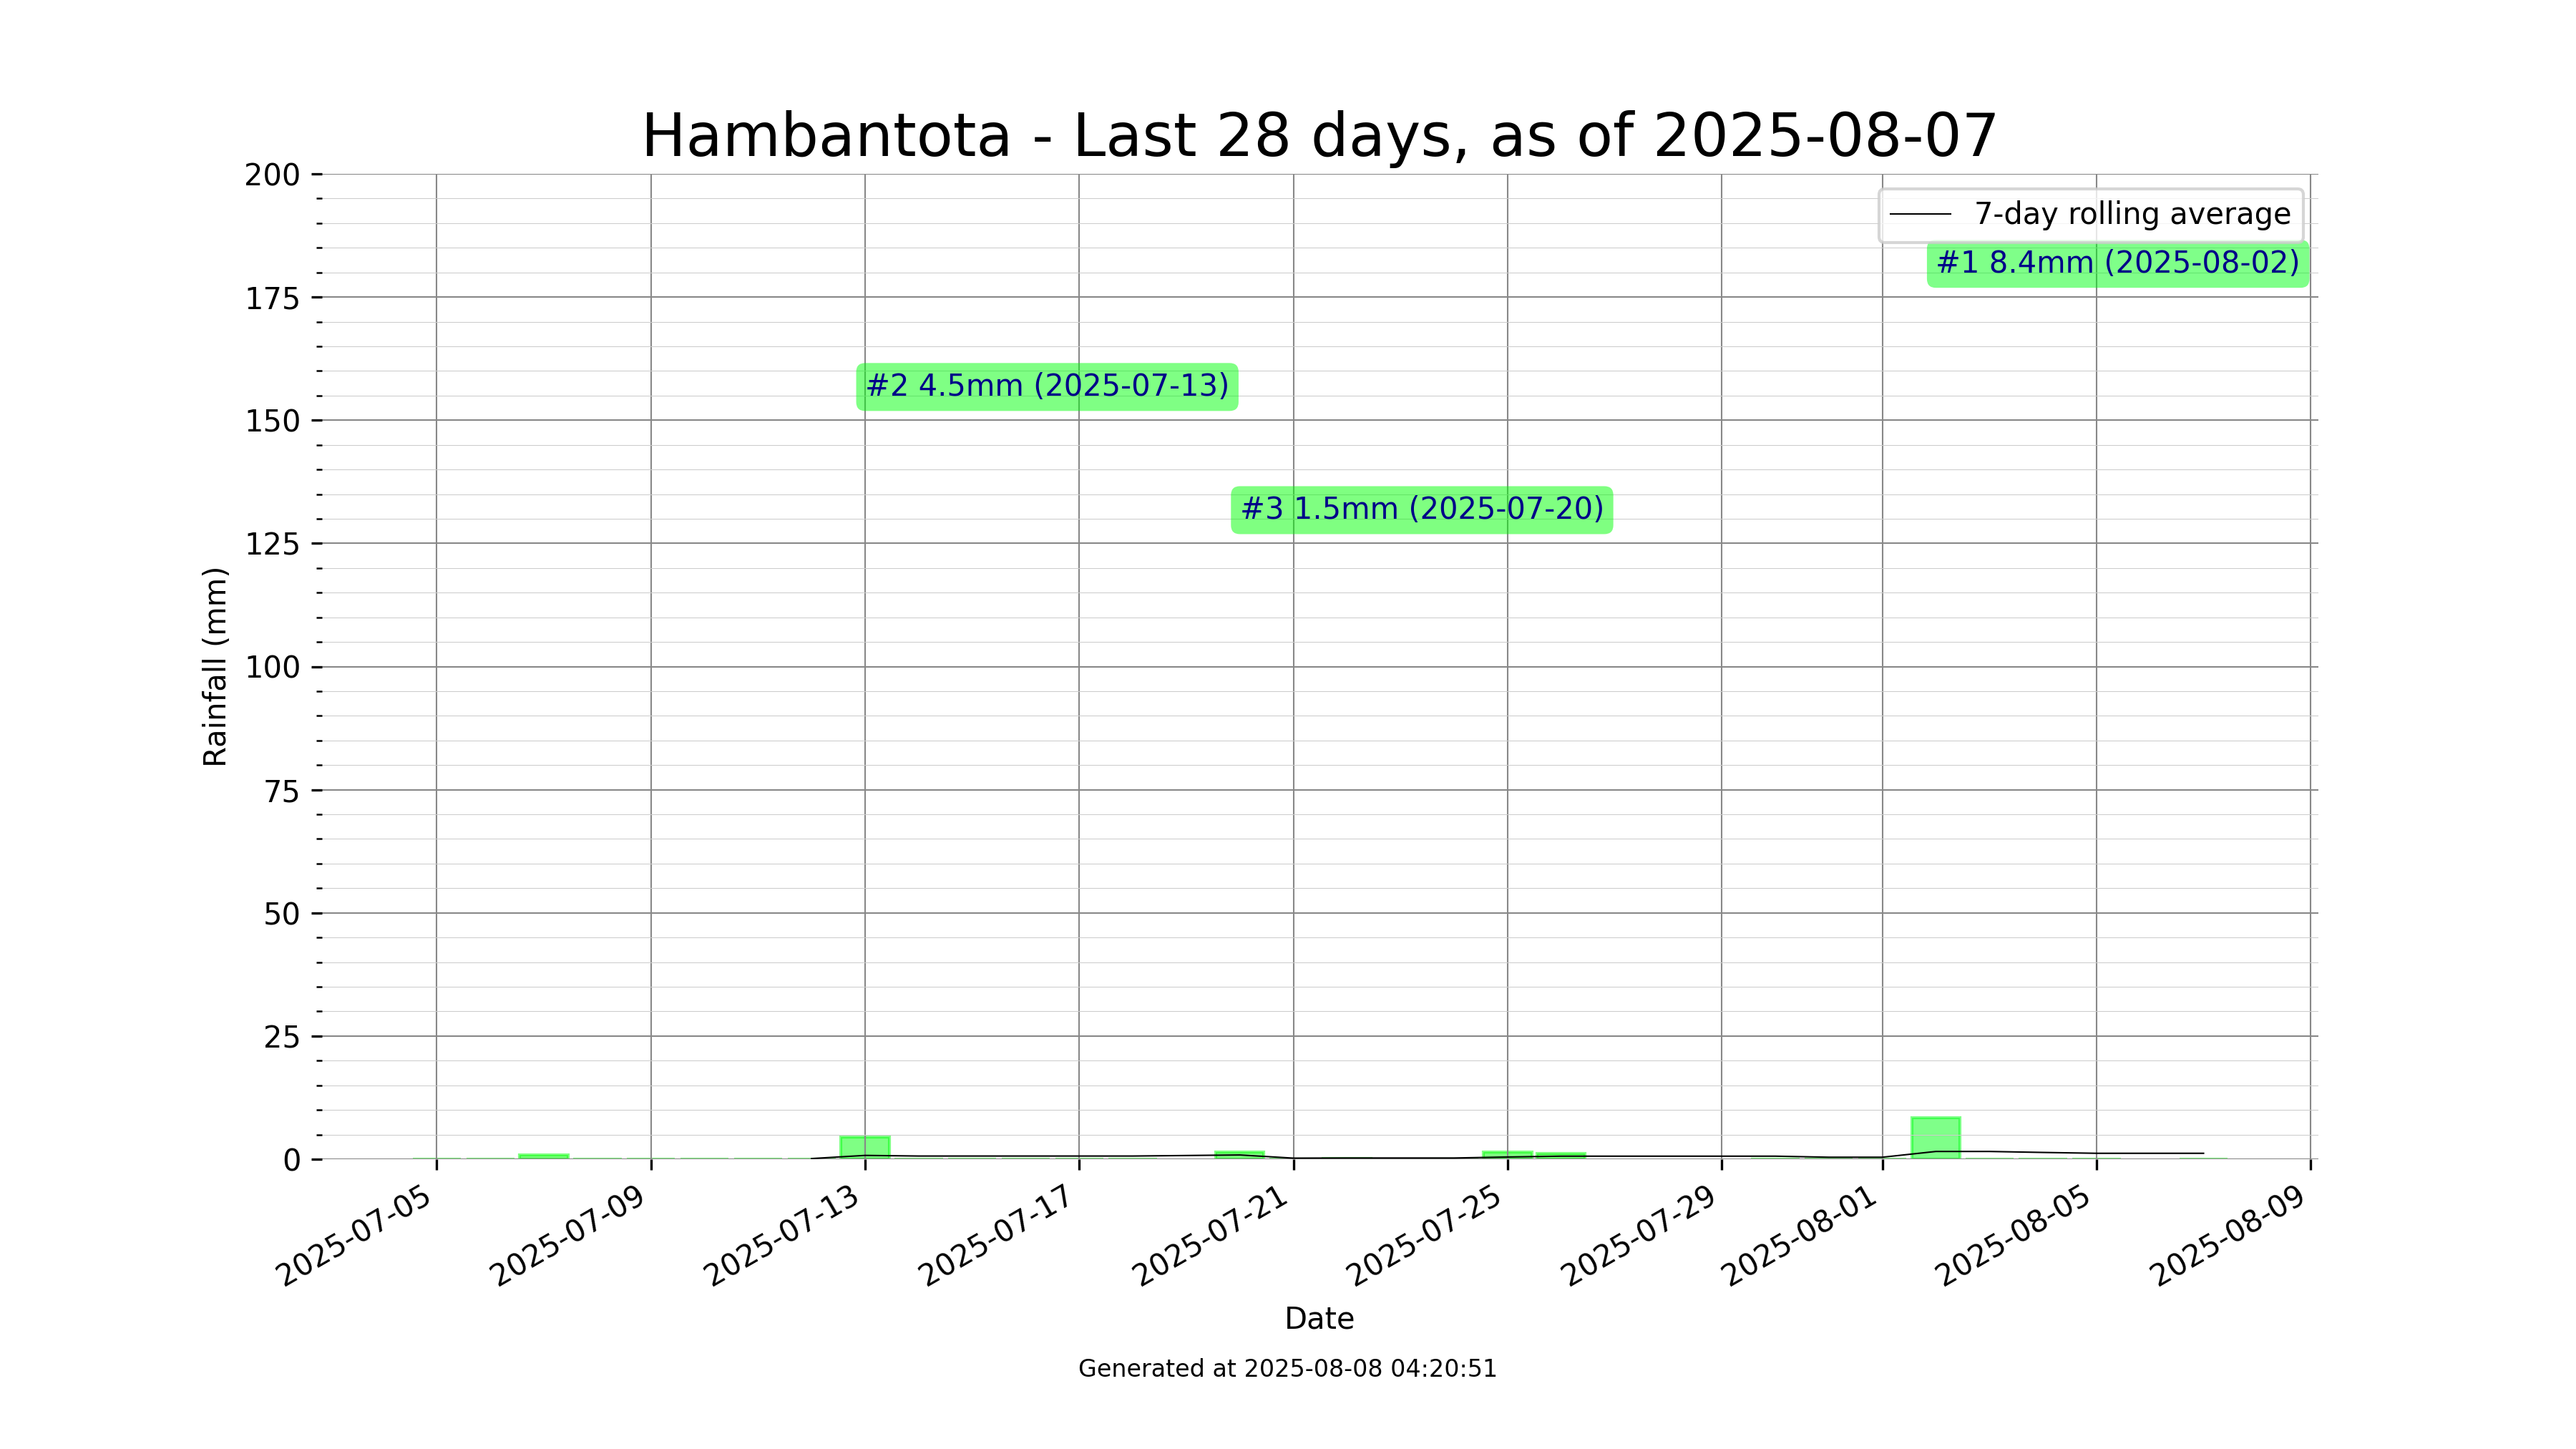 Hambantota - Last 28 days, as of 2025-08-07
200
175
150
125
100
75
50
25
0
Rainfall (mm)
7-day rolling average
#1 8.4mm (2025-08-02)
#2 4.5mm (2025-07-13)
#3 1.5mm (2025-07-20)
2025-07-05
2025-07-09
2025-07-13
2025-07-17
2025-07-21
2025-07-25
2025-07-29
2025-08-01
2025-08-05
2025-08-09
Date
Generated at 2025-08-08 04:20:51